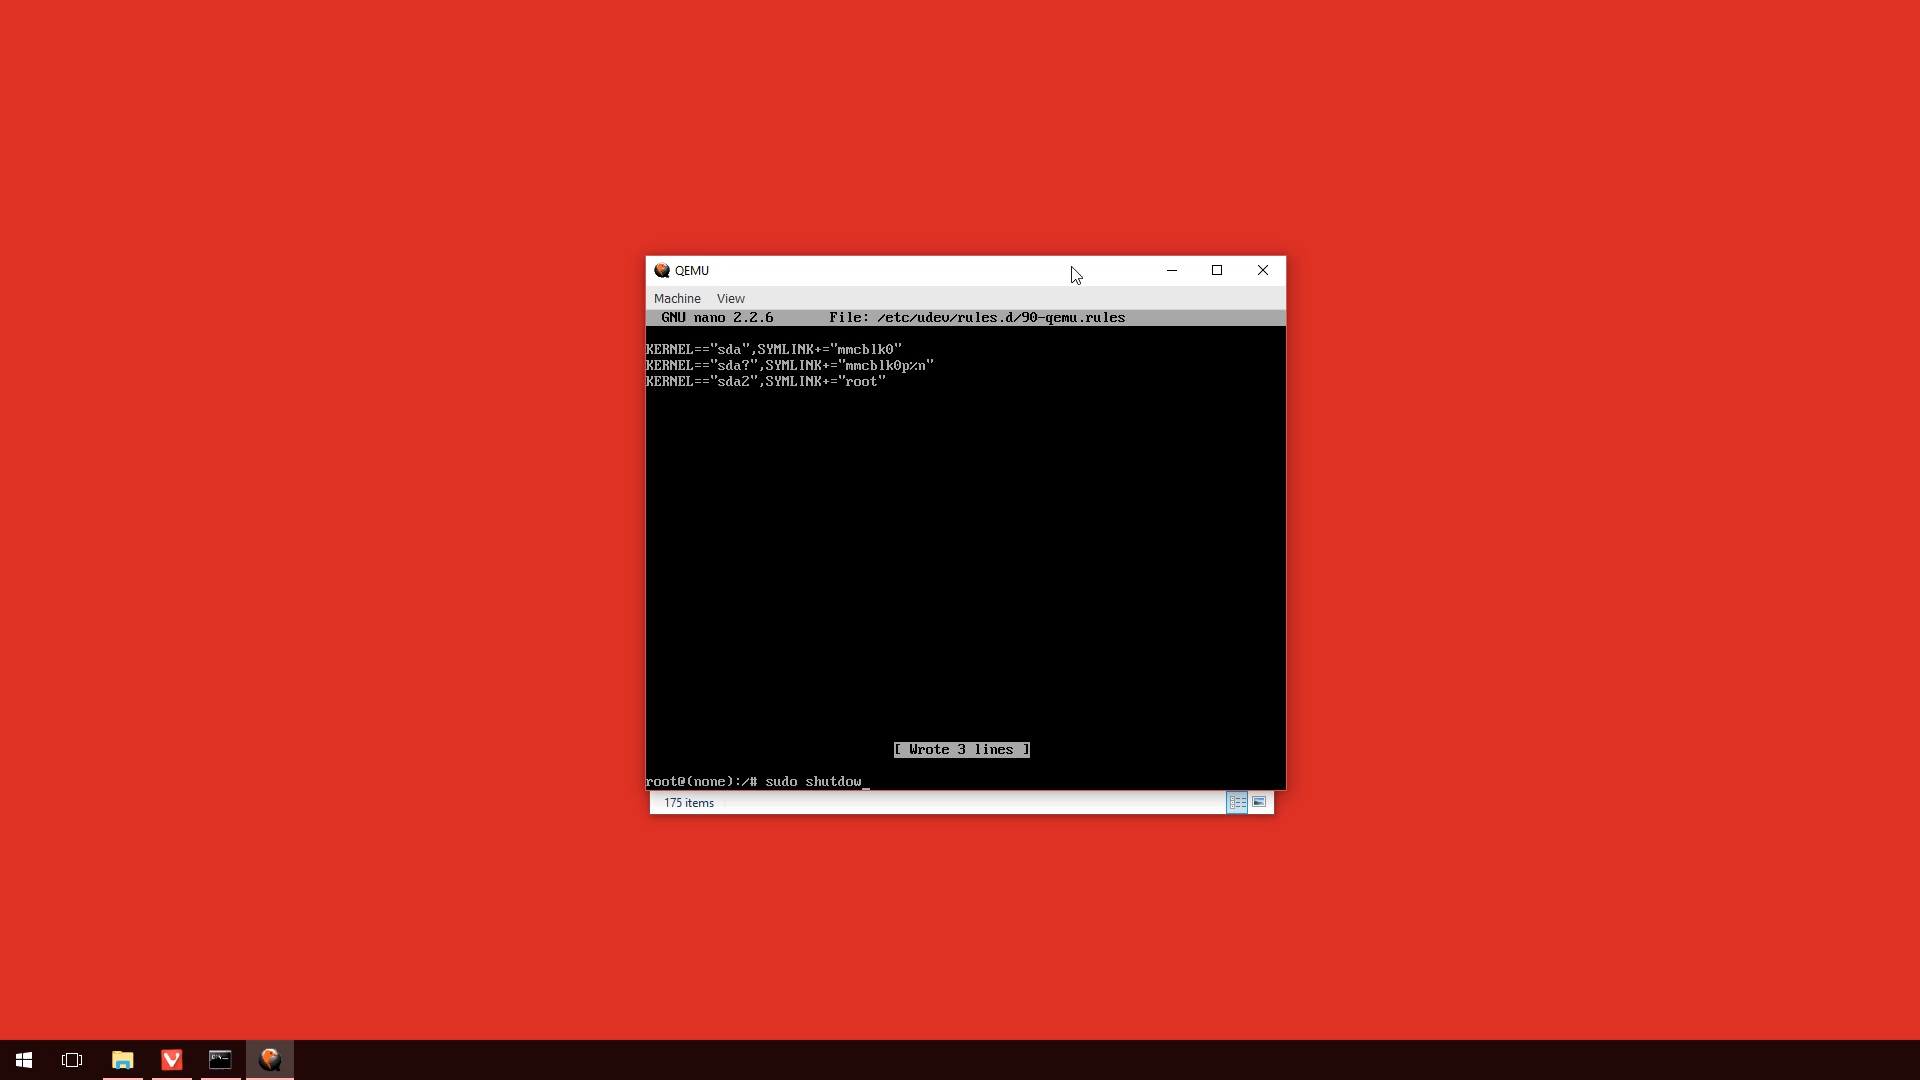 QEMU
Machine View
GNU nano 2.2.6 File: /etc/udev/rules.d/90-qemu.rules
KERNEL=="sda",SYMLINK+="mmcblk0"
KERNEL=="sda?",SYMLINK+="mmcblk0p%n"
KERNEL=="sda2",SYMLINK+="root"
[ Wrote 3 lines ]
root@(none):/# sudo shutdow_
175 items